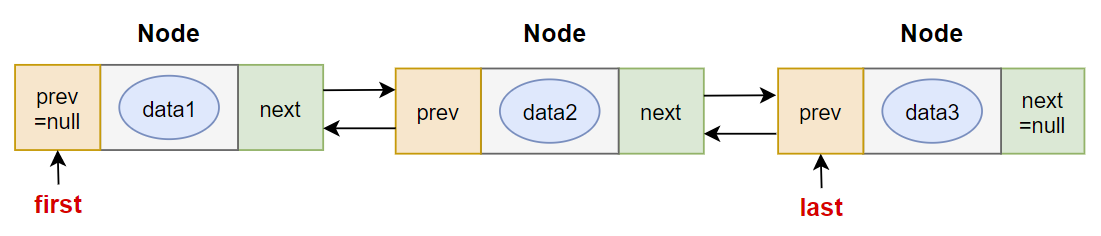 Node
Node
Node
prev
=null
data1
next
prev
data2
next
prev
data3
next
=null
first
last